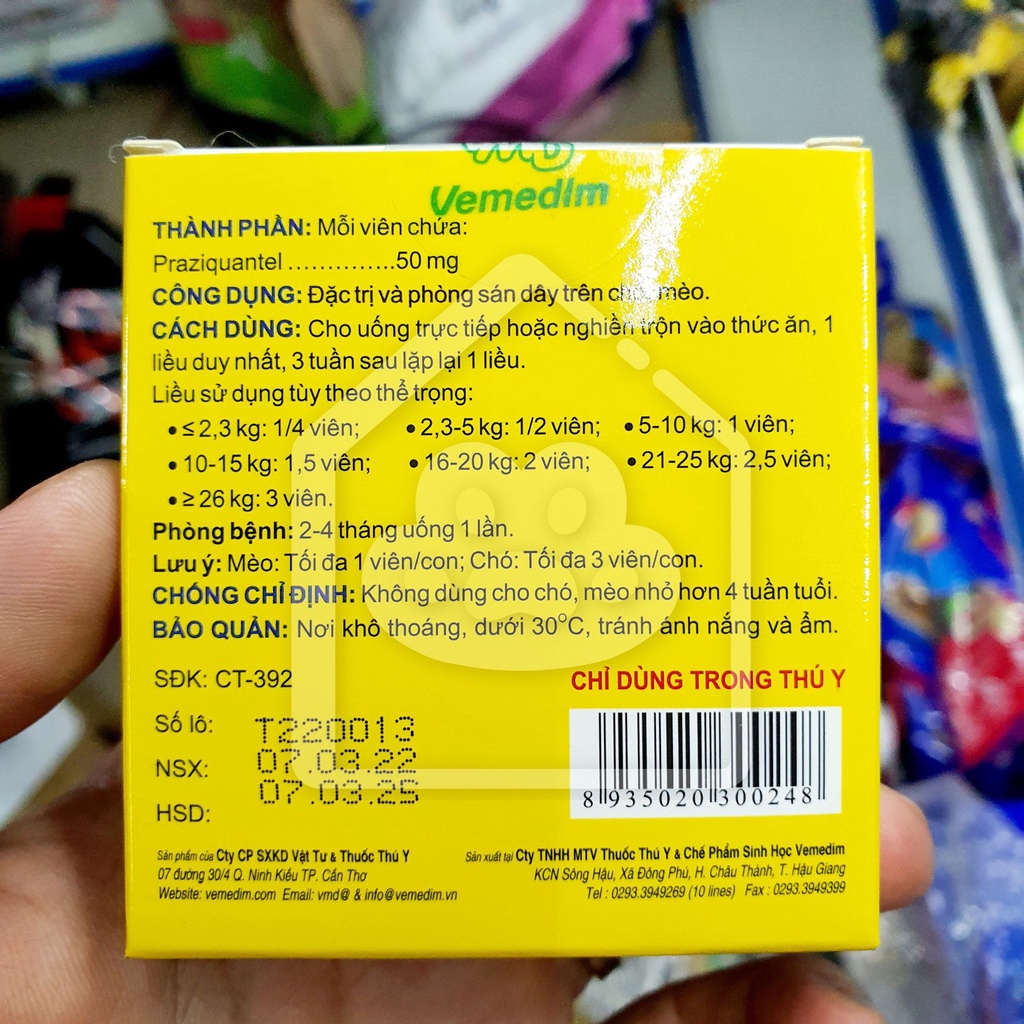 Vemedim
THÀNH PHẦN: Mỗi viên chứa:
Praziquantel ..............50 mg
CÔNG DỤNG: Đặc trị và phòng sán dây trên chó, mèo.
CÁCH DÙNG: Cho uống trực tiếp hoặc nghiền trộn vào thức ăn, 1
liều duy nhất, 3 tuần sau lặp lại 1 liều.
Liều sử dụng tùy theo thể trọng:
• ≤ 2,3 kg: 1/4 viên; • 2,3-5 kg: 1/2 viên; • 5-10 kg: 1 viên;
• 10-15 kg: 1,5 viên; • 16-20 kg: 2 viên; • 21-25 kg: 2,5 viên;
• ≥ 26 kg: 3 viên.
Phòng bệnh: 2-4 tháng uống 1 lần.
Lưu ý: Mèo: Tối đa 1 viên/con; Chó: Tối đa 3 viên/con.
CHỐNG CHỈ ĐỊNH: Không dùng cho chó, mèo nhỏ hơn 4 tuần tuổi.
BẢO QUẢN: Nơi khô thoáng, dưới 30°C, tránh ánh nắng và ẩm.
SĐK: CT-392
CHỈ DÙNG TRONG THÚ Y
Số lô: T220013
NSX: 07.03.22
HSD: 07.03.25
8 935020 300248
Sản phẩm của Cty CP SXKD Vật Tư & Thuốc Thú Y
07 đường 30/4 Q. Ninh Kiều TP. Cần Thơ
Website: vemedim.com Email: vmd@ & info@vemedim.vn
Sản xuất tại Cty TNHH MTV Thuốc Thú Y & Chế Phẩm Sinh Học Vemedim
KCN Sông Hậu, Xã Đông Phú, H. Châu Thành, T. Hậu Giang
Tel : 0293.3949269 (10 lines) Fax : 0293.3949399